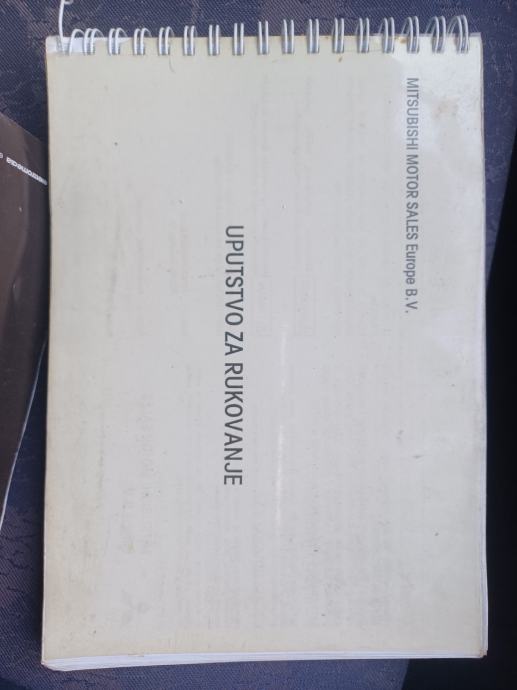 MITSUBISHI MOTOR SALES Europe B.V.
UPUTSTVO ZA RUKOVANJE